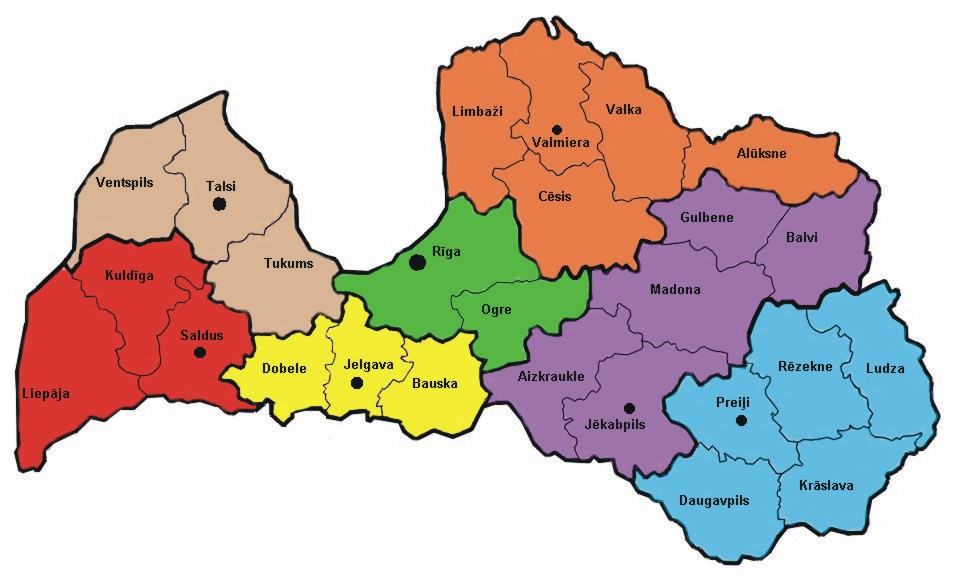 Limbaži
Valka
Valmiera
Alūksne
Ventspils
Talsi
Cēsis
Gulbene
Balvi
Rīga
Tukums
Kuldīga
Madona
Ogre
Saldus
Dobele
Jelgava
Bauska
Aizkraukle
Rēzekne
Ludza
Liepāja
Preiļi
Jēkabpils
Krāslava
Daugavpils